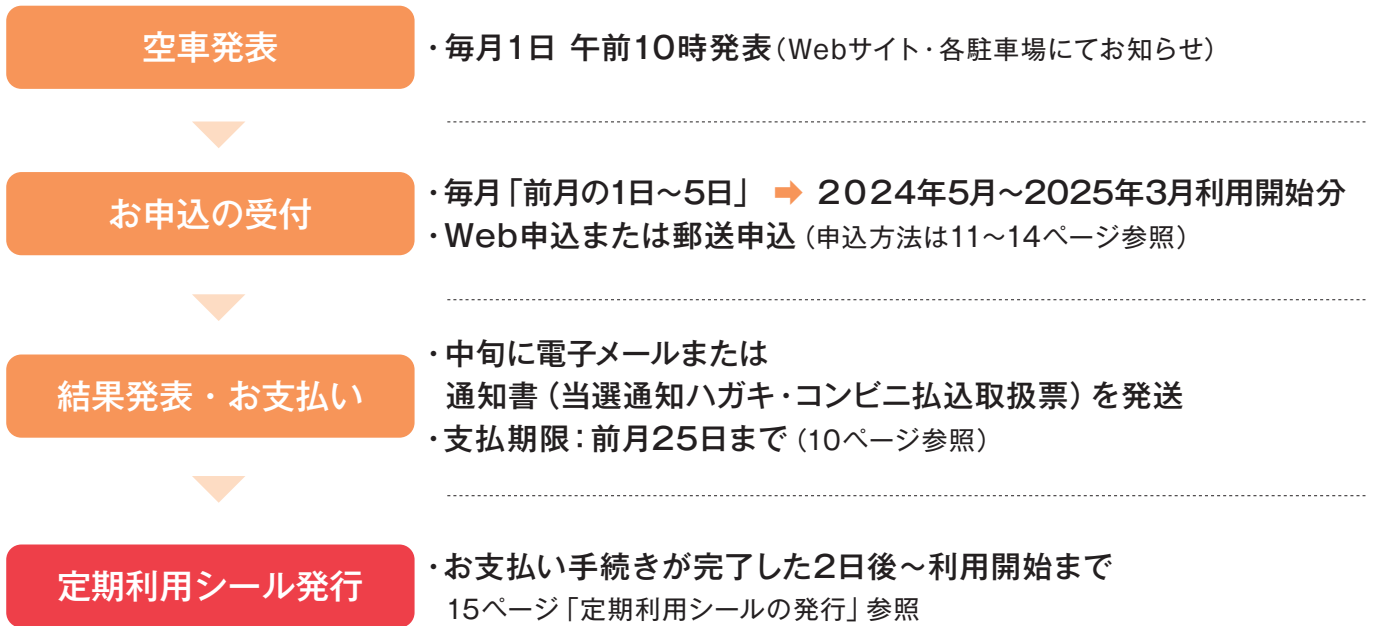 空車発表
・毎月1日 午前10時発表（Webサイト・各駐車場にてお知らせ）
お申込の受付
・毎月「前月の1日～5日」 ➡ 2024年5月～2025年3月利用開始分
・Web申込または郵送申込（申込方法は11～14ページ参照）
結果発表・お支払い
・中旬に電子メールまたは
通知書（当選通知ハガキ・コンビニ払込取扱票）を発送
・支払期限：前月25日まで（10ページ参照）
定期利用シール発行
・お支払い手続きが完了した2日後～利用開始まで
15ページ「定期利用シールの発行」参照